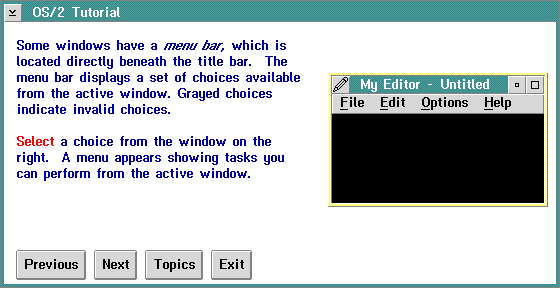 OS/2 Tutorial
Some windows have a menu bar, which is
located directly beneath the title bar.  The
menu bar displays a set of choices available
from the active window. Grayed choices
indicate invalid choices.
Select a choice from the window on the
right.  A menu appears showing tasks you
can perform from the active window.
My Editor - Untitled
File Edit Options Help
Previous Next Topics Exit